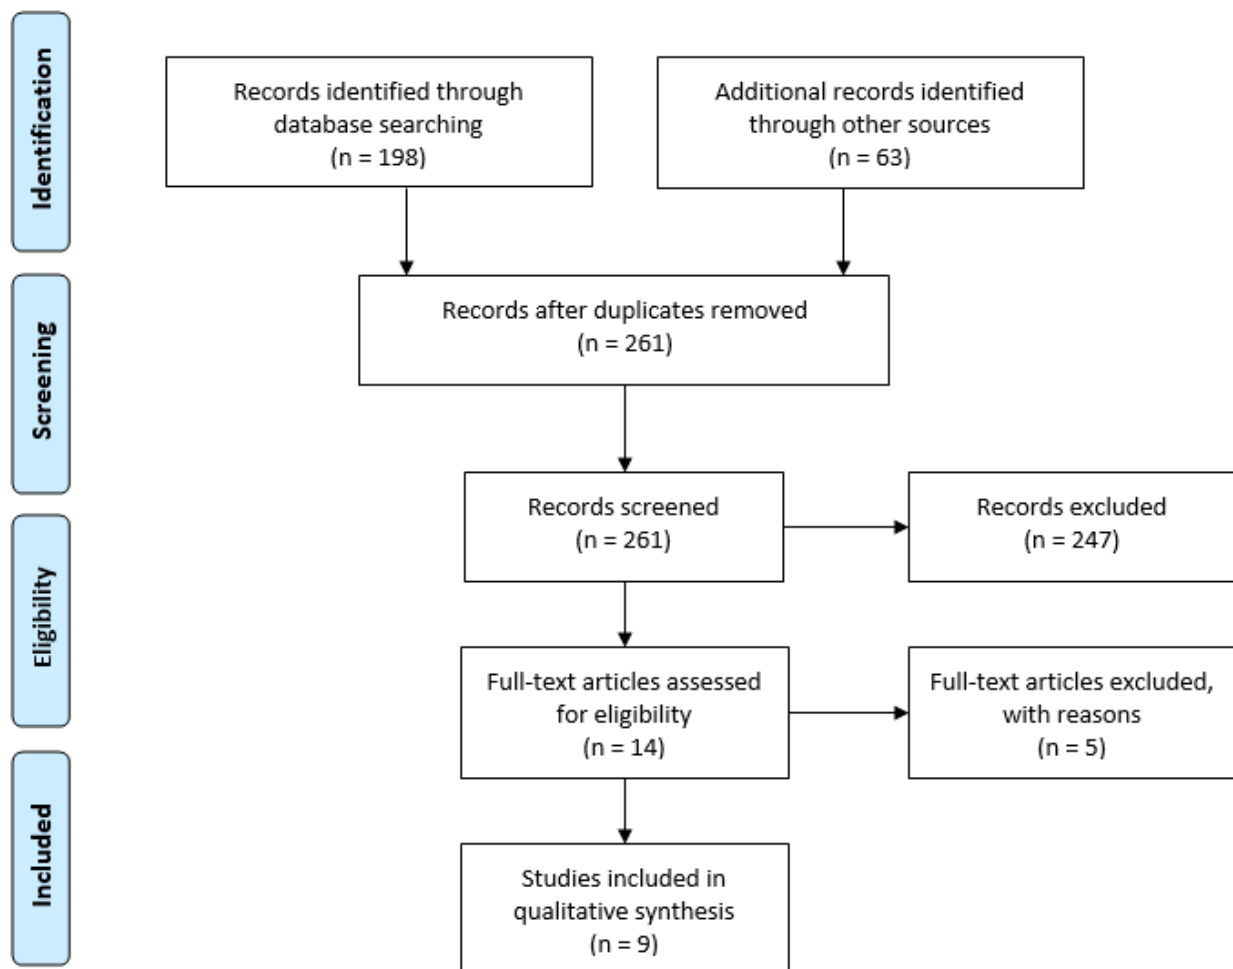 Identification
Records identified through
database searching
(n = 198)
Additional records identified
through other sources
(n = 63)
Screening
Records after duplicates removed
(n = 261)
Records screened
(n = 261)
Records excluded
(n = 247)
Eligibility
Full-text articles assessed
for eligibility
(n = 14)
Full-text articles excluded,
with reasons
(n = 5)
Included
Studies included in
qualitative synthesis
(n = 9)